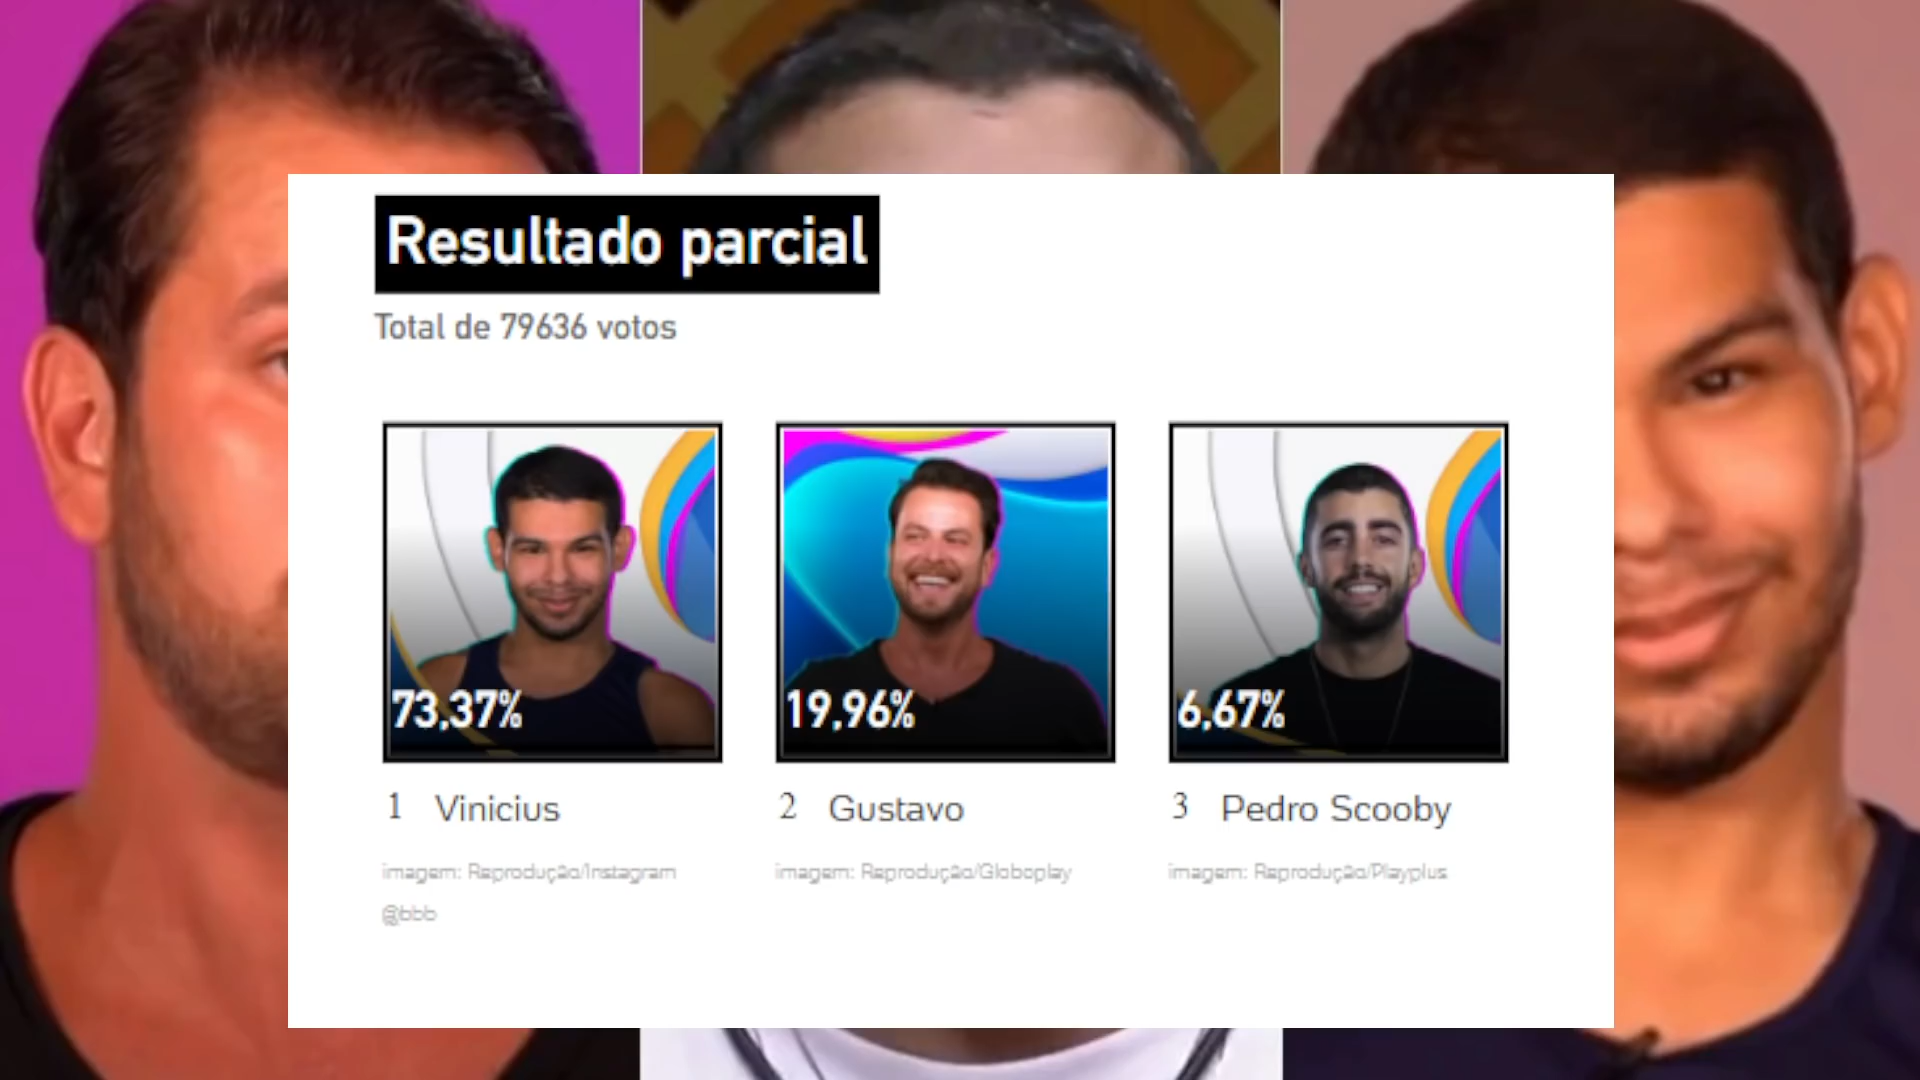 Resultado parcial
Total de 79636 votos
73,37%
19,96%
6,67%
1 Vinicius
2 Gustavo
3 Pedro Scooby
imagem: Reprodução/Instagram
@bbb
imagem: Reprodução/Globoplay
imagem: Reprodução/Playplus